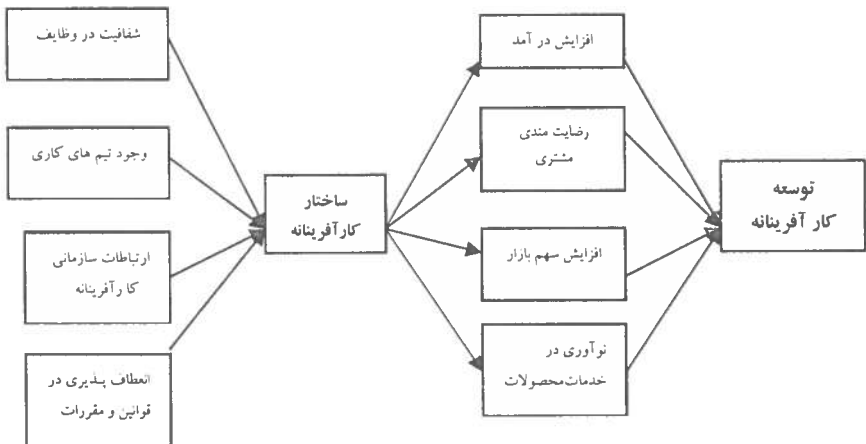 شفافیت در وظایف
وجود تیم های کاری
ارتباطات سازمانی
کارآفرینانه
انعطاف پذیری در
قوانین و مقررات
ساختار
کارآفرینانه
افزایش در آمد
رضایت مندی
مشتری
افزایش سهم بازار
نوآوری در
خدمات محصولات
توسعه
کار آفرینانه